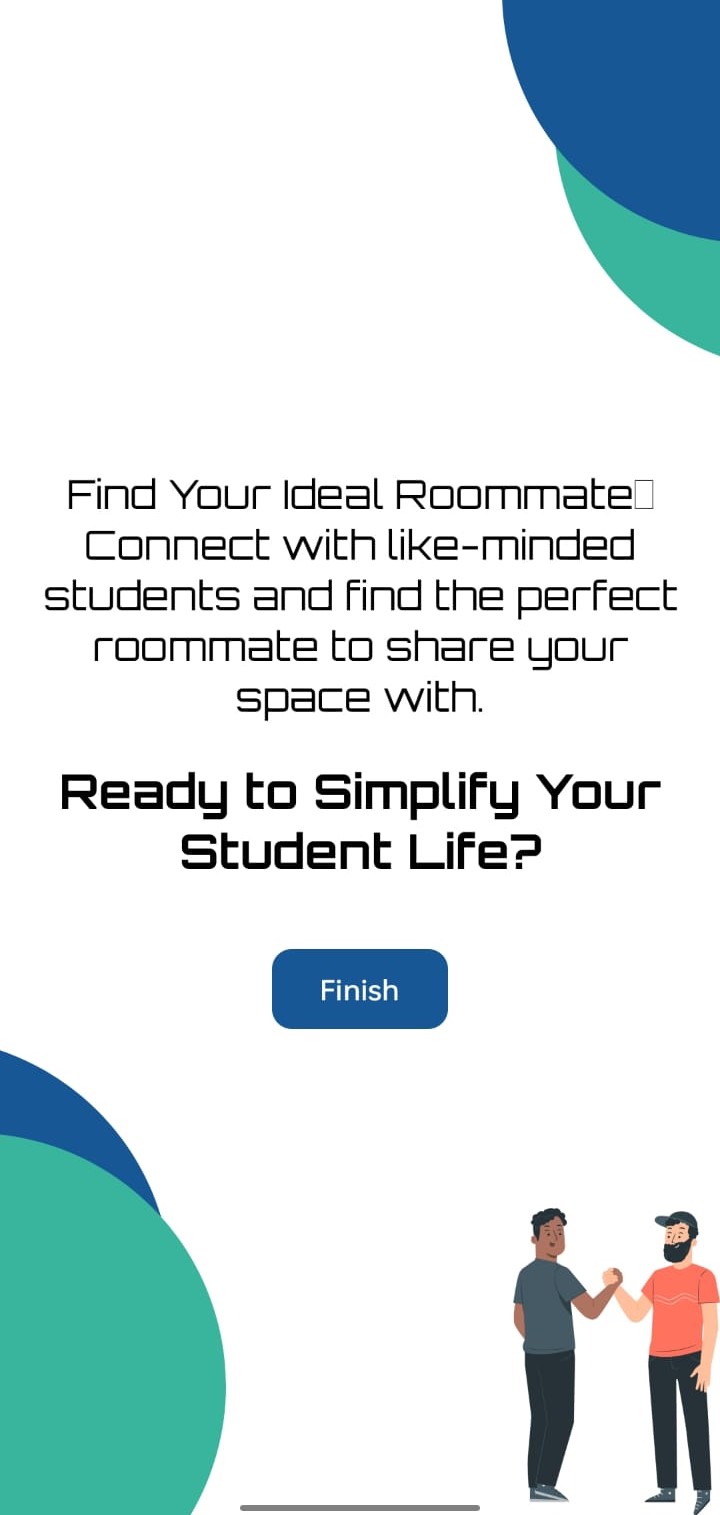 Find Your Ideal Roommate
Connect with like-minded
students and find the perfect
roommate to share your
space with.
Ready to Simplify Your
Student Life?
Finish